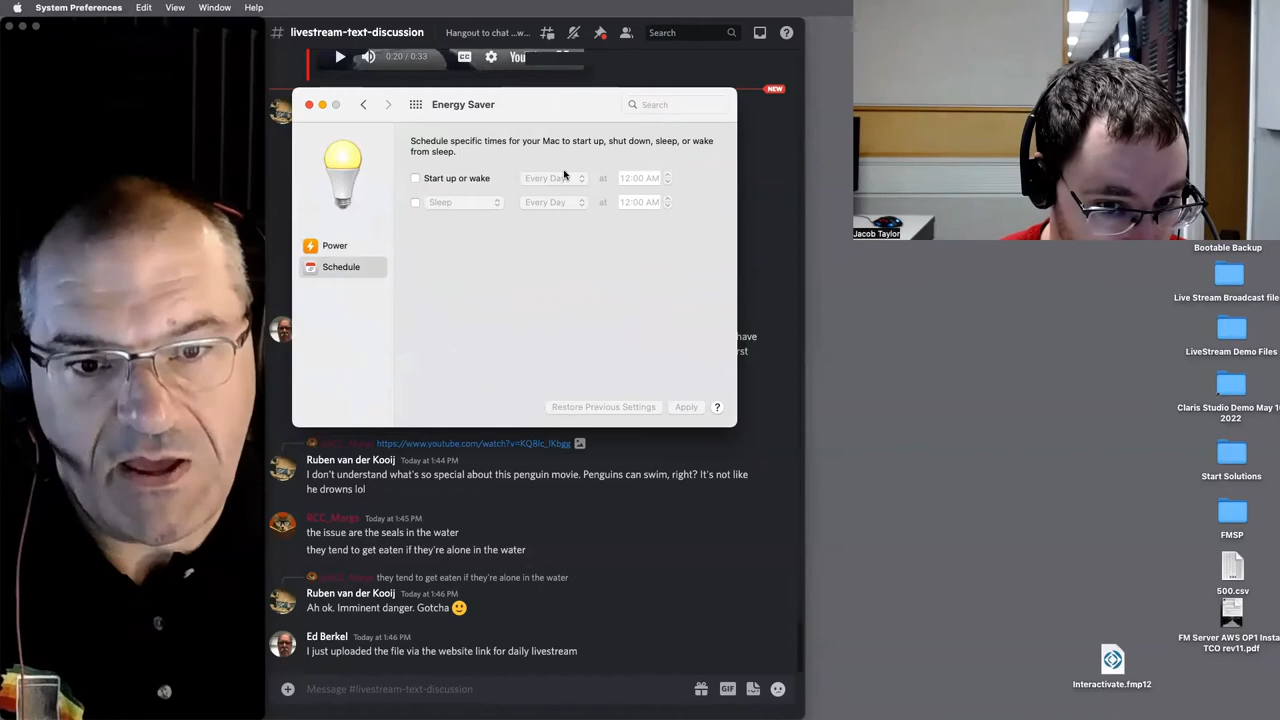 System Preferences Edit View Window Help
livestream-text-discussion
Hangout to chat ...w...
Search
0:20 / 0:33
CC
You
NEW
Energy Saver
Search
Schedule specific times for your Mac to start up, shut down, sleep, or wake
from sleep.
Start up or wake Every Day at 12:00 AM
Sleep Every Day at 12:00 AM
Power
Schedule
have
rst
Restore Previous Settings Apply ?
https://www.youtube.com/watch?v=KQ8lc_lKbgg
Ruben van der Kooij Today at 1:44 PM
I don't understand what's so special about this penguin movie. Penguins can swim, right? It's not like
he drowns lol
RCC_Margs Today at 1:45 PM
the issue are the seals in the water
they tend to get eaten if they're alone in the water
they tend to get eaten if they're alone in the water
Ruben van der Kooij Today at 1:46 PM
Ah ok. Imminent danger. Gotcha
Ed Berkel Today at 1:46 PM
I just uploaded the file via the website link for daily livestream
Message #livestream-text-discussion
GIF
Jacob Taylor
Bootable Backup
Live Stream Broadcast file
LiveStream Demo Files
Claris Studio Demo May 1
2022
Start Solutions
FMSP
500.csv
FM Server AWS OP1 Insta
TCO rev11.pdf
Interactivate.fmp12